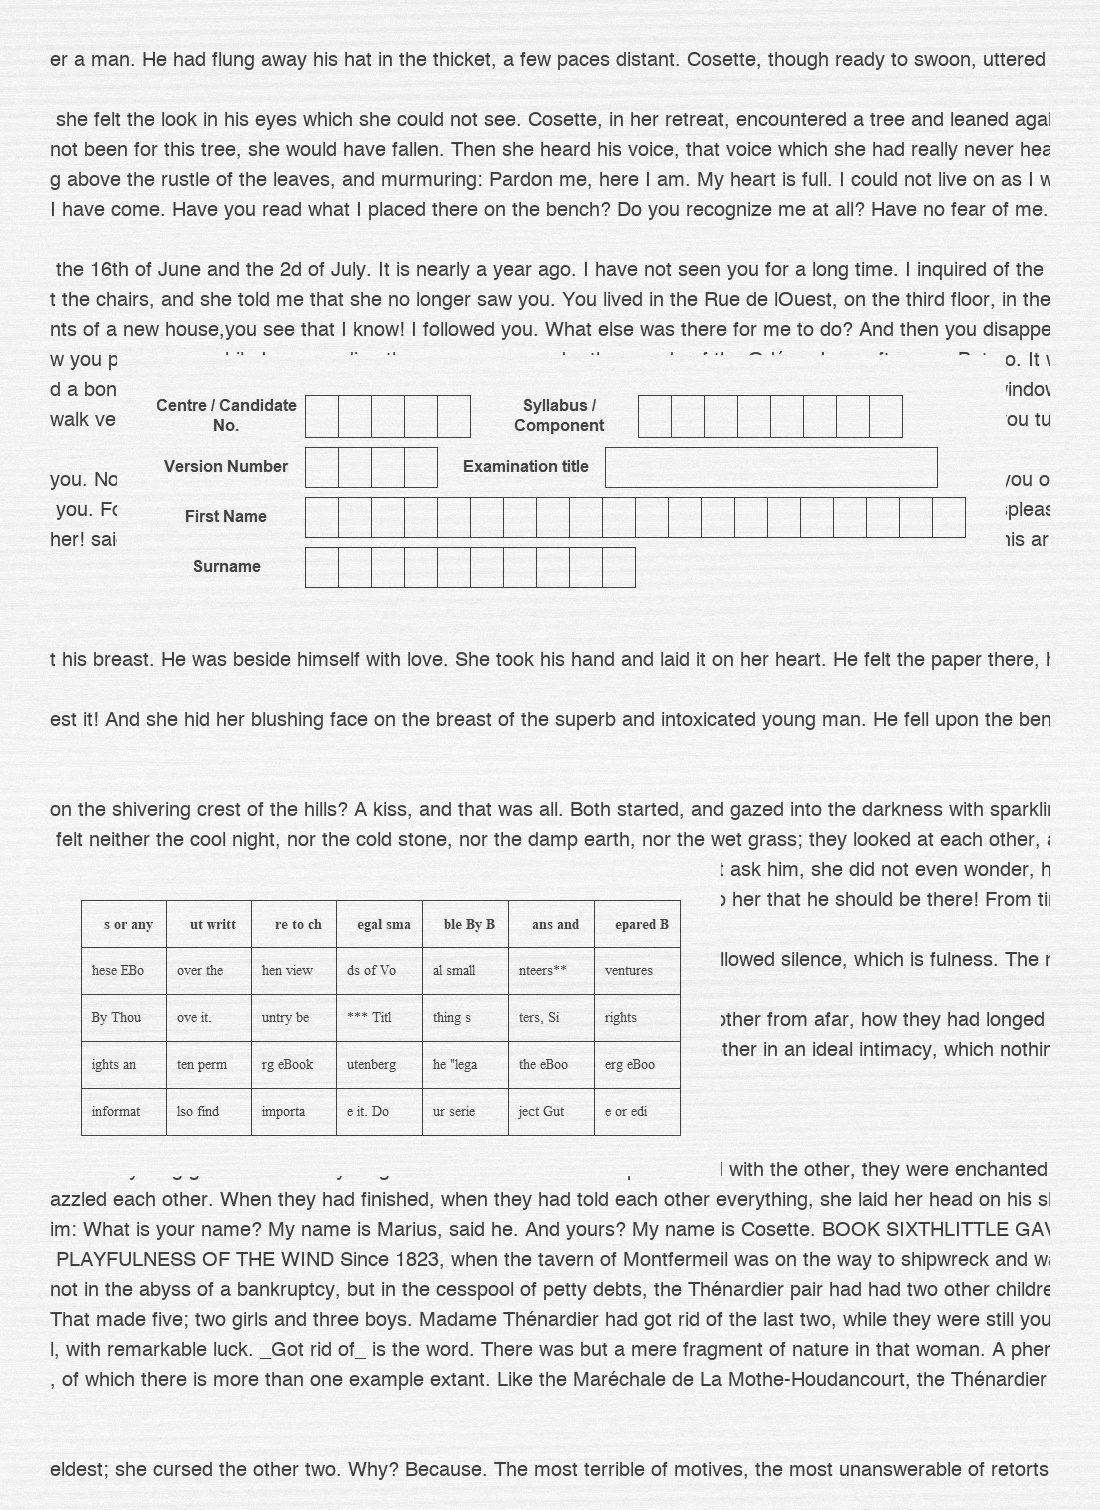 er a man. He had flung away his hat in the thicket, a few paces distant. Cosette, though ready to swoon, uttered
she felt the look in his eyes which she could not see. Cosette, in her retreat, encountered a tree and leaned agai
not been for this tree, she would have fallen. Then she heard his voice, that voice which she had really never hea
g above the rustle of the leaves, and murmuring: Pardon me, here I am. My heart is full. I could not live on as I w
I have come. Have you read what I placed there on the bench? Do you recognize me at all? Have no fear of me.
the 16th of June and the 2d of July. It is nearly a year ago. I have not seen you for a long time. I inquired of the
t the chairs, and she told me that she no longer saw you. You lived in the Rue de lOuest, on the third floor, in the
nts of a new house,you see that I know! I followed you. What else was there for me to do? And then you disappe
w you p o. It
d a bon indow
walk ve ou tu
Centre / Candidate No. Syllabus / Component
Version Number Examination title
you. No you o
First Name
you. Fo spleas
her! sai his ar
Surname
t his breast. He was beside himself with love. She took his hand and laid it on her heart. He felt the paper there,
est it! And she hid her blushing face on the breast of the superb and intoxicated young man. He fell upon the ben
on the shivering crest of the hills? A kiss, and that was all. Both started, and gazed into the darkness with sparklin
felt neither the cool night, nor the cold stone, nor the damp earth, nor the wet grass; they looked at each other, a
t ask him, she did not even wonder, h
her that he should be there! From ti
s or any ut writt re to ch egal sma ble By B ans and epared B
hese EBo over the hen view ds of Vo al small nteers** ventures
llowed silence, which is fulness. The
By Thou ove it. untry be *** Titl thing s ters, Si rights
other from afar, how they had longed
ther in an ideal intimacy, which nothin
ights an ten perm rg eBook utenberg he "lega the eBoo erg eBoo
informat lso find importa e it. Do ur serie ject Gut e or edi
with the other, they were enchanted
azzled each other. When they had finished, when they had told each other everything, she laid her head on his s
im: What is your name? My name is Marius, said he. And yours? My name is Cosette. BOOK SIXTHLITTLE GAV
PLAYFULNESS OF THE WIND Since 1823, when the tavern of Montfermeil was on the way to shipwreck and wa
not in the abyss of a bankruptcy, but in the cesspool of petty debts, the Thénardier pair had had two other childre
That made five; two girls and three boys. Madame Thénardier had got rid of the last two, while they were still you
l, with remarkable luck. _Got rid of_ is the word. There was but a mere fragment of nature in that woman. A phen
, of which there is more than one example extant. Like the Maréchale de La Mothe-Houdancourt, the Thénardier
eldest; she cursed the other two. Why? Because. The most terrible of motives, the most unanswerable of retorts